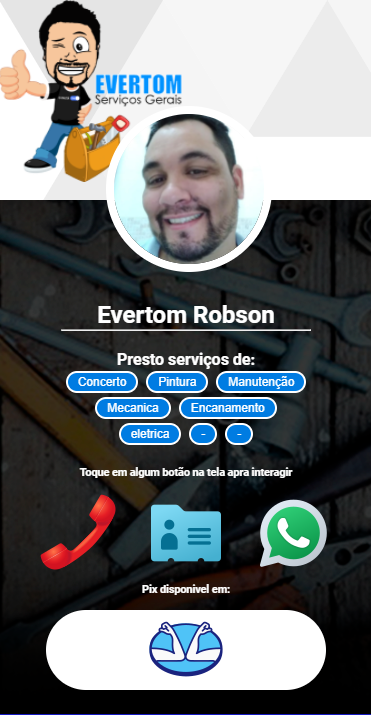 EVERTOM
Serviços Gerais
Evertom Robson
Presto serviços de:
Concerto Pintura Manutenção
Mecanica Encanamento
eletrica - -
Toque em algum botão na tela apra interagir
Pix disponivel em: